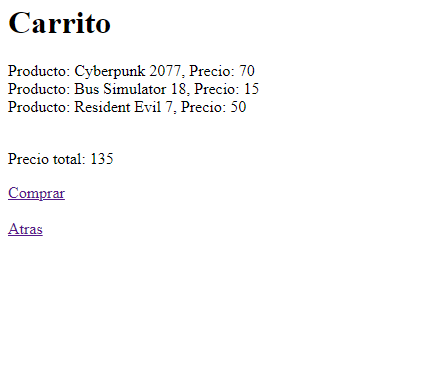 Carrito
Producto: Cyberpunk 2077, Precio: 70
Producto: Bus Simulator 18, Precio: 15
Producto: Resident Evil 7, Precio: 50
Precio total: 135
Comprar
Atras